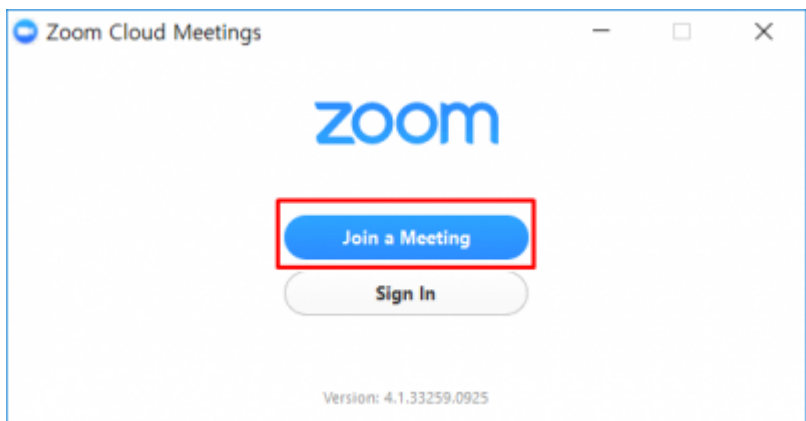 Zoom Cloud Meetings
zoom
Join a Meeting
Sign In
Version: 4.1.33259.0925